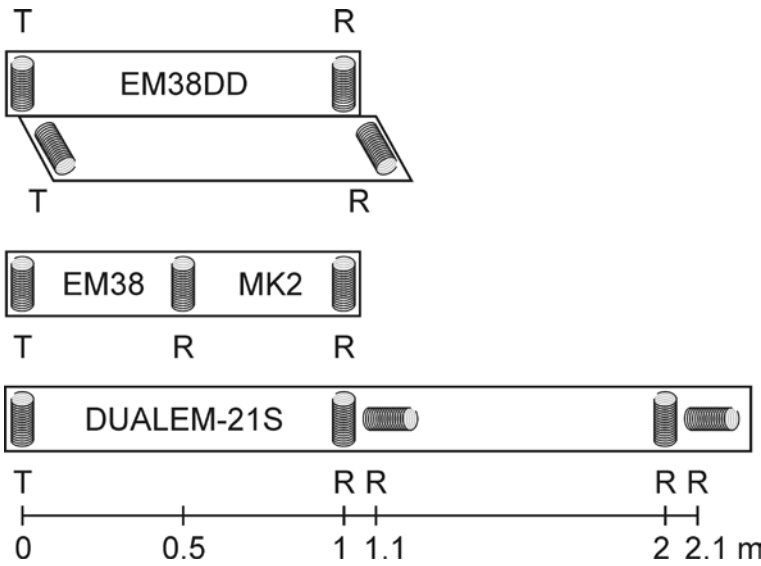 T R
EM38DD
T R
EM38 MK2
T R R
DUALEM-21S
T R R R R
0 0.5 1 1.1 2 2.1 m